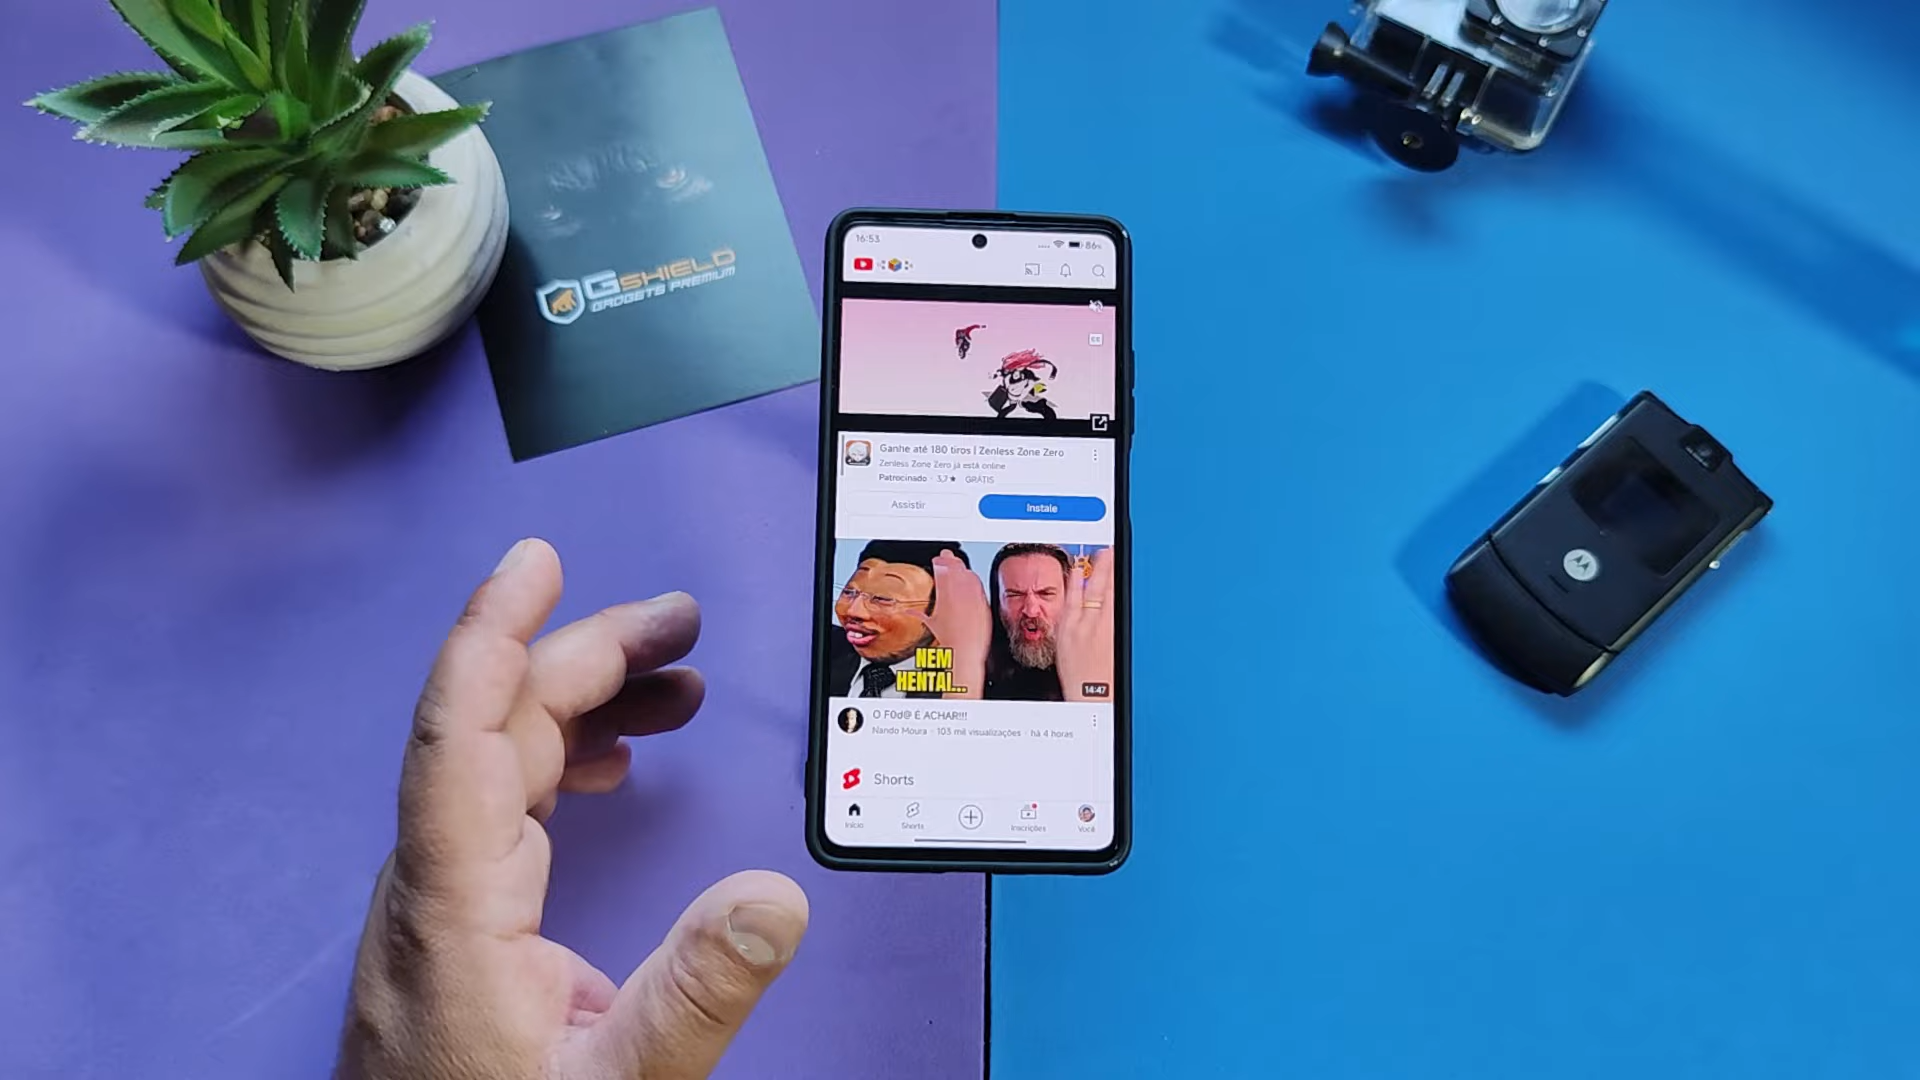 GSHIELD
GADGETS PREMIUM
16:53
86%
Ganhe até 180 tiros | Zenless Zone Zero
Zenless Zone Zero já está online
Patrocinado · 3,7 ★ GRÁTIS
Assistir
Instale
NEM
HENTAI...
14:47
O F0d@ É ACHAR!!!
Nando Moura · 103 mil visualizações · há 4 horas
Shorts
Início
Shorts
Inscrições
Você